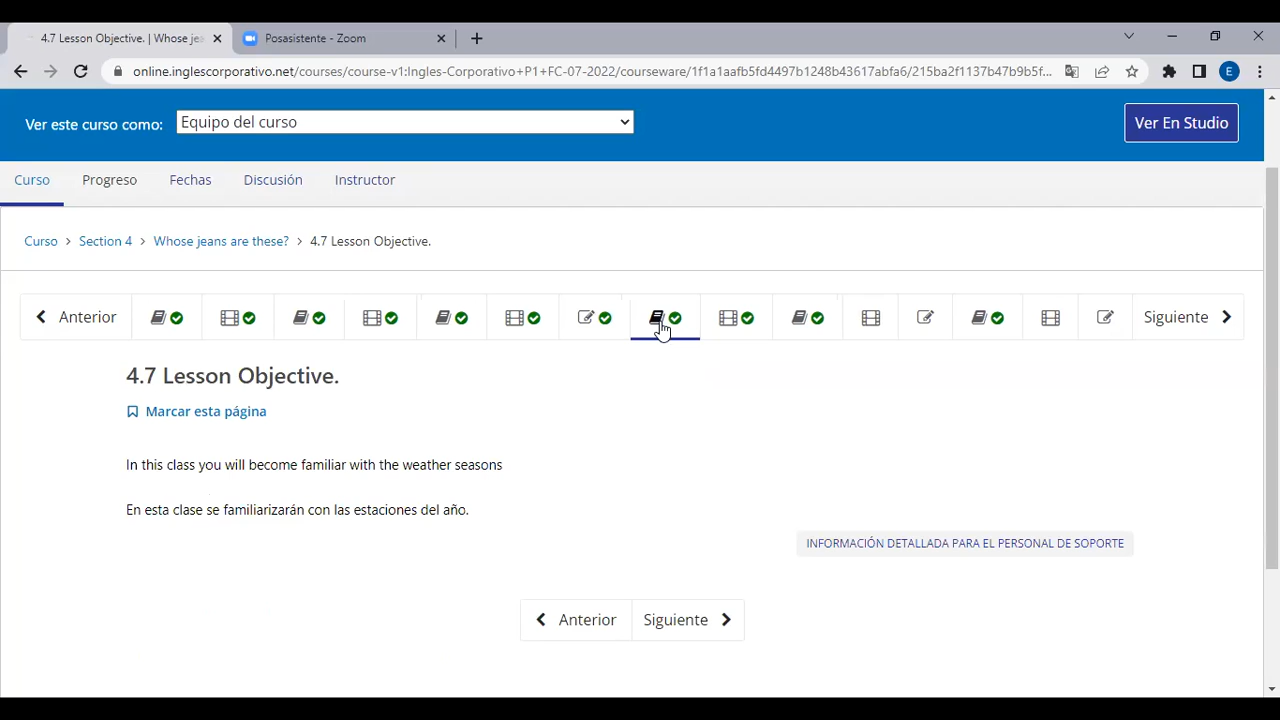 4.7 Lesson Objective. | Whose je
Posasistente - Zoom
online.inglescorporativo.net/courses/course-v1:Ingles-Corporativo+P1+FC-07-2022/courseware/1f1a1aafb5fd4497b1248b43617abfa6/215ba2f1137b47b9b5f...
E
Ver este curso como:
Equipo del curso
Ver En Studio
Curso
Progreso
Fechas
Discusión
Instructor
Curso > Section 4 > Whose jeans are these? > 4.7 Lesson Objective.
Anterior
Siguiente
4.7 Lesson Objective.
Marcar esta página
In this class you will become familiar with the weather seasons
En esta clase se familiarizarán con las estaciones del año.
INFORMACIÓN DETALLADA PARA EL PERSONAL DE SOPORTE
Anterior
Siguiente